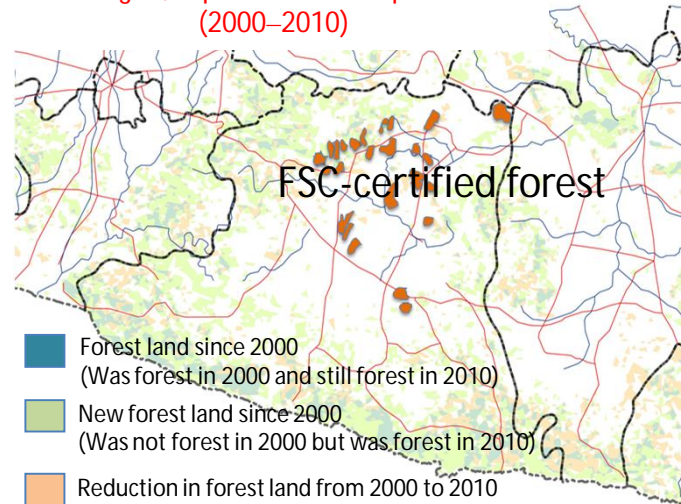 (2000–2010)
FSC-certified forest
Forest land since 2000
(Was forest in 2000 and still forest in 2010)
New forest land since 2000
(Was not forest in 2000 but was forest in 2010)
Reduction in forest land from 2000 to 2010